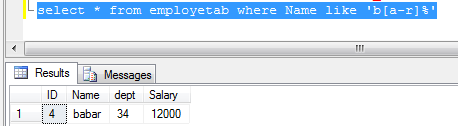 select * from employetab where Name like 'b[a-r]%'
Results Messages
ID Name dept Salary
1 4 babar 34 12000